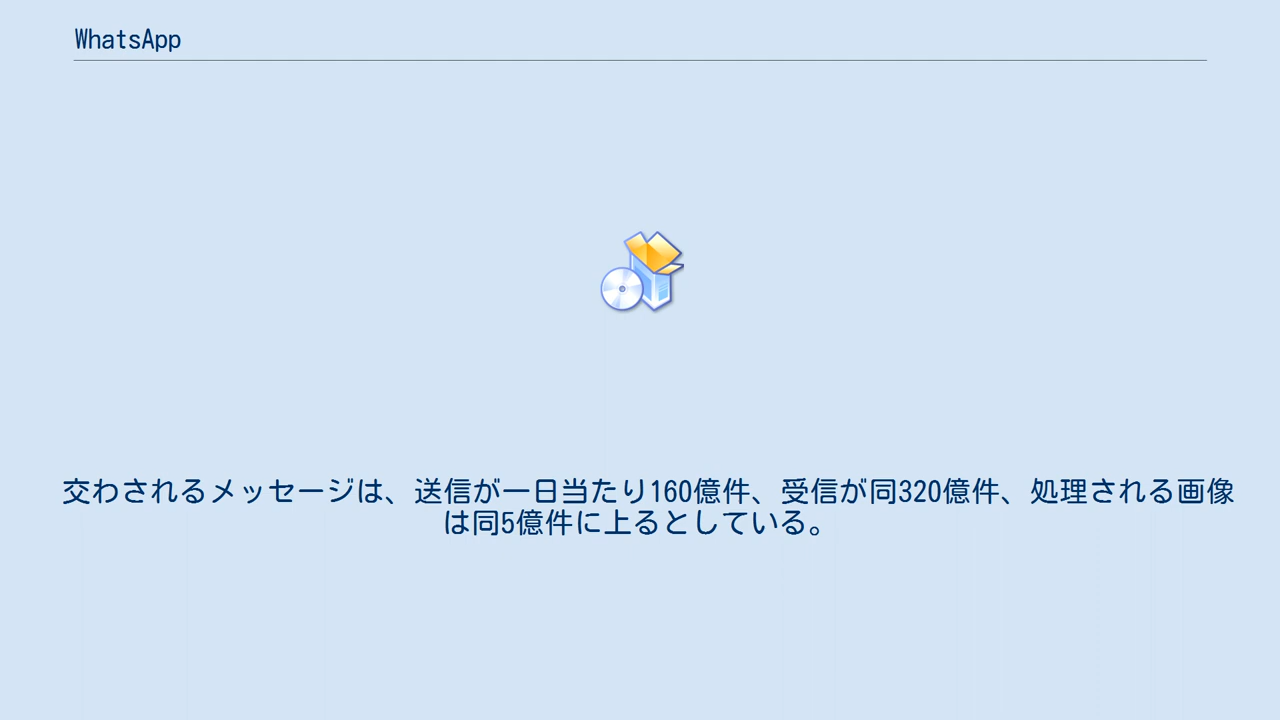 WhatsApp
交わされるメッセージは、送信が一日当たり160億件、受信が同320億件、処理される画像
は同5億件に上るとしている。